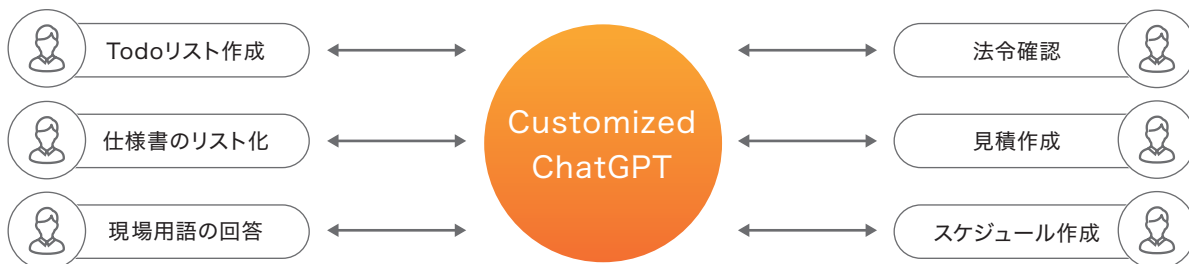 Todoリスト作成
仕様書のリスト化
現場用語の回答
Customized
ChatGPT
法令確認
見積作成
スケジュール作成